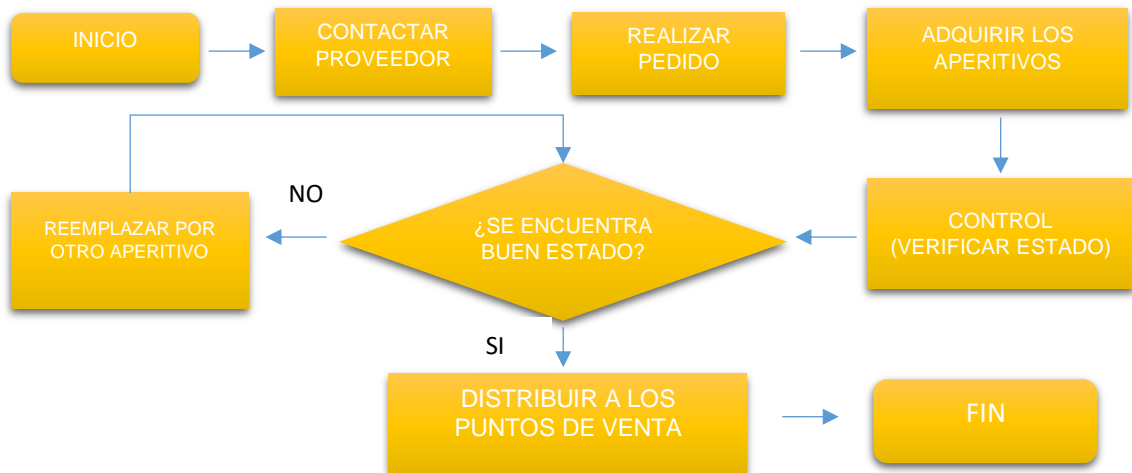 INICIO
CONTACTAR
PROVEEDOR
REALIZAR
PEDIDO
ADQUIRIR LOS
APERITIVOS
CONTROL
(VERIFICAR ESTADO)
¿SE ENCUENTRA
BUEN ESTADO?
NO
REEMPLAZAR POR
OTRO APERITIVO
SI
DISTRIBUIR A LOS
PUNTOS DE VENTA
FIN